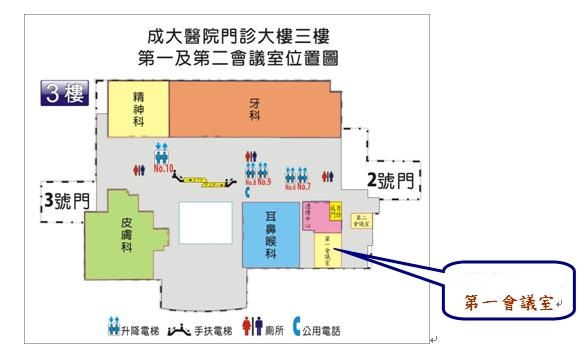 成大醫院門診大樓三樓
第一及第二會議室位置圖
3樓
精神科
牙科
No.10
No.8 No.9
No.6 No.7
2號門
3號門
皮膚科
耳鼻喉科
遺傳中心
第二會議室
第一會議室
第一會議室
升降電梯 手扶電梯 廁所 公用電話